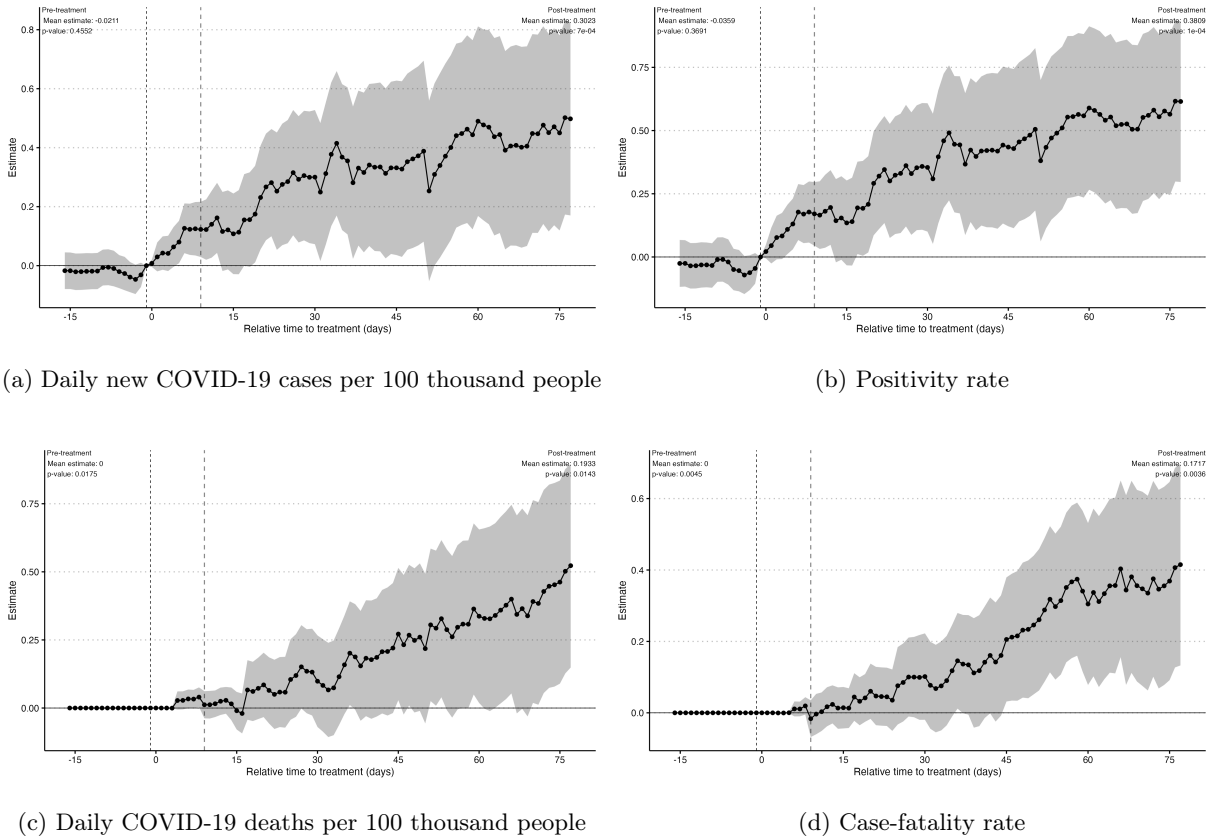 Pre-treatment
Mean estimate: -0.0211
p-value: 0.4552
Post-treatment
Mean estimate: 0.3023
p-value: 7e-04
0.8
0.6
0.4
0.2
0.0
Estimate
-15 0 15 30 45 60 75
Relative time to treatment (days)
(a) Daily new COVID-19 cases per 100 thousand people
Pre-treatment
Mean estimate: -0.0359
p-value: 0.3691
Post-treatment
Mean estimate: 0.3809
p-value: 1e-04
0.75
0.50
0.25
0.00
Estimate
-15 0 15 30 45 60 75
Relative time to treatment (days)
(b) Positivity rate
Pre-treatment
Mean estimate: 0
p-value: 0.0175
Post-treatment
Mean estimate: 0.1933
p-value: 0.0143
0.75
0.50
0.25
0.00
Estimate
-15 0 15 30 45 60 75
Relative time to treatment (days)
(c) Daily COVID-19 deaths per 100 thousand people
Pre-treatment
Mean estimate: 0
p-value: 0.0045
Post-treatment
Mean estimate: 0.1717
p-value: 0.0036
0.6
0.4
0.2
0.0
Estimate
-15 0 15 30 45 60 75
Relative time to treatment (days)
(d) Case-fatality rate